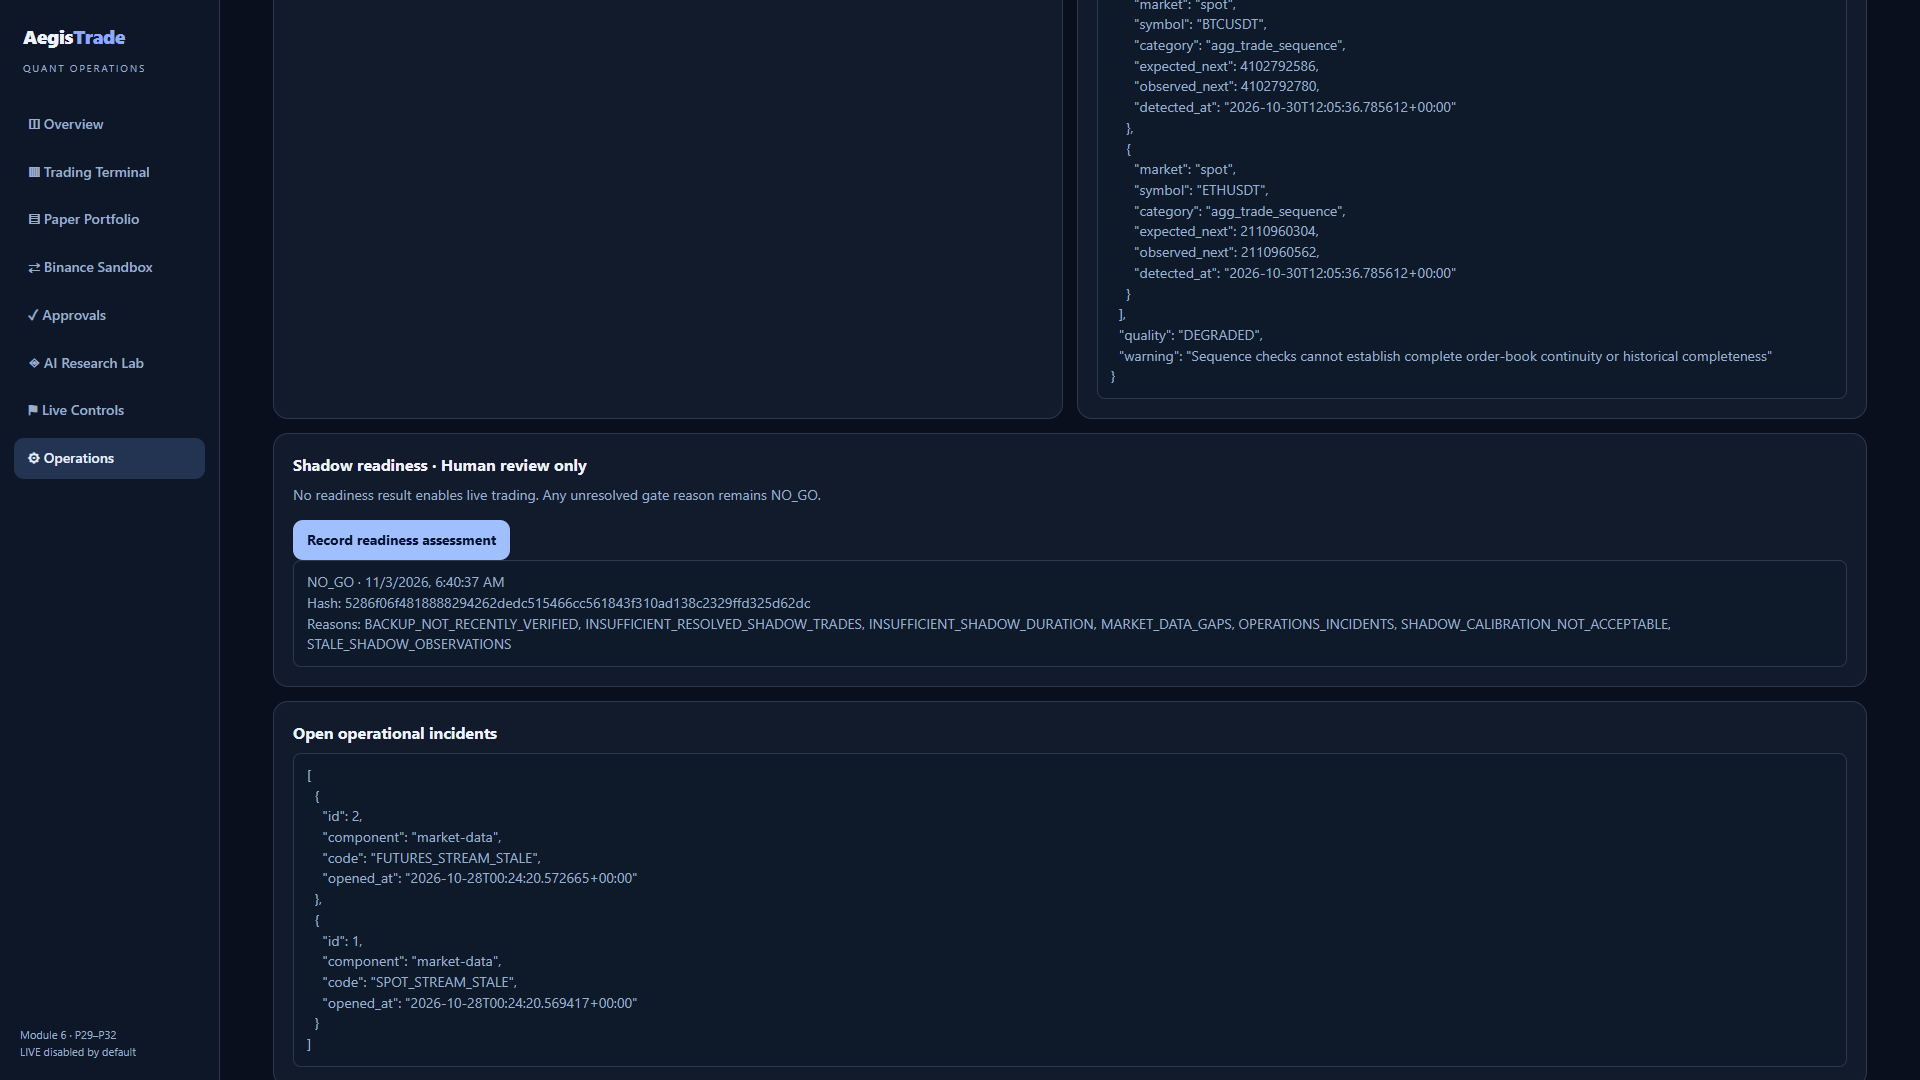 AegisTrade
QUANT OPERATIONS
Overview
Trading Terminal
Paper Portfolio
Binance Sandbox
Approvals
AI Research Lab
Live Controls
Operations
Module 6 · P29–P32
LIVE disabled by default
"market": "spot",
"symbol": "BTCUSDT",
"category": "agg_trade_sequence",
"expected_next": 4102792586,
"observed_next": 4102792780,
"detected_at": "2026-10-30T12:05:36.785612+00:00"
},
{
"market": "spot",
"symbol": "ETHUSDT",
"category": "agg_trade_sequence",
"expected_next": 2110960304,
"observed_next": 2110960562,
"detected_at": "2026-10-30T12:05:36.785612+00:00"
}
],
"quality": "DEGRADED",
"warning": "Sequence checks cannot establish complete order-book continuity or historical completeness"
}
Shadow readiness · Human review only
No readiness result enables live trading. Any unresolved gate reason remains NO_GO.
Record readiness assessment
NO_GO · 11/3/2026, 6:40:37 AM
Hash: 5286f06f4818888294262dedc515466cc561843f310ad138c2329ffd325d62dc
Reasons: BACKUP_NOT_RECENTLY_VERIFIED, INSUFFICIENT_RESOLVED_SHADOW_TRADES, INSUFFICIENT_SHADOW_DURATION, MARKET_DATA_GAPS, OPERATIONS_INCIDENTS, SHADOW_CALIBRATION_NOT_ACCEPTABLE,
STALE_SHADOW_OBSERVATIONS
Open operational incidents
[
{
"id": 2,
"component": "market-data",
"code": "FUTURES_STREAM_STALE",
"opened_at": "2026-10-28T00:24:20.572665+00:00"
},
{
"id": 1,
"component": "market-data",
"code": "SPOT_STREAM_STALE",
"opened_at": "2026-10-28T00:24:20.569417+00:00"
}
]